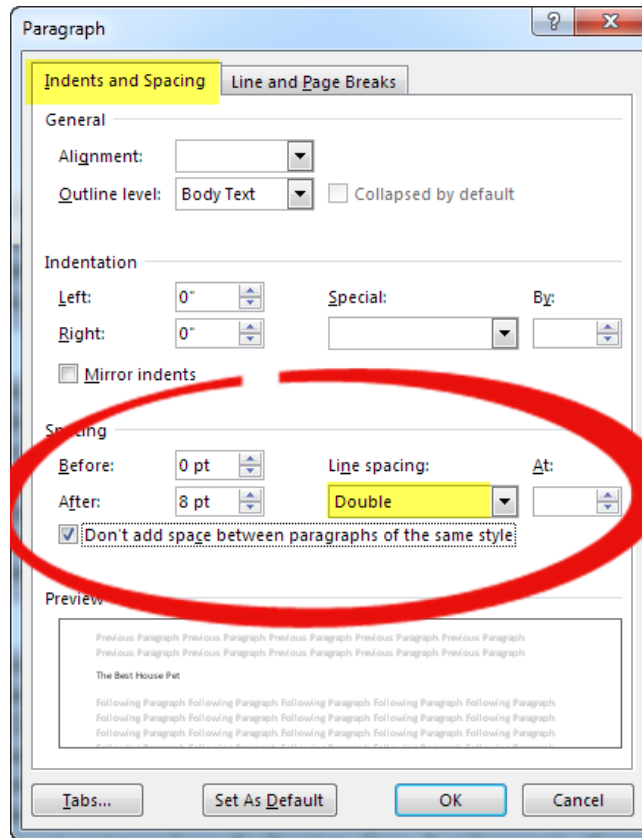 Paragraph
Indents and Spacing Line and Page Breaks
General
Alignment:
Outline level: Body Text Collapsed by default
Indentation
Left: 0" Special: By:
Right: 0"
Mirror indents
Spacing
Before: 0 pt Line spacing: At:
After: 8 pt Double
Don't add space between paragraphs of the same style
Preview
Previous Paragraph Previous Paragraph Previous Paragraph Previous Paragraph Previous Paragraph
Previous Paragraph Previous Paragraph Previous Paragraph Previous Paragraph Previous Paragraph
The Best House Pet
Following Paragraph Following Paragraph Following Paragraph Following Paragraph Following Paragraph
Following Paragraph Following Paragraph Following Paragraph Following Paragraph Following Paragraph
Following Paragraph Following Paragraph Following Paragraph Following Paragraph Following Paragraph
Following Paragraph Following Paragraph Following Paragraph Following Paragraph Following Paragraph
Tabs... Set As Default OK Cancel